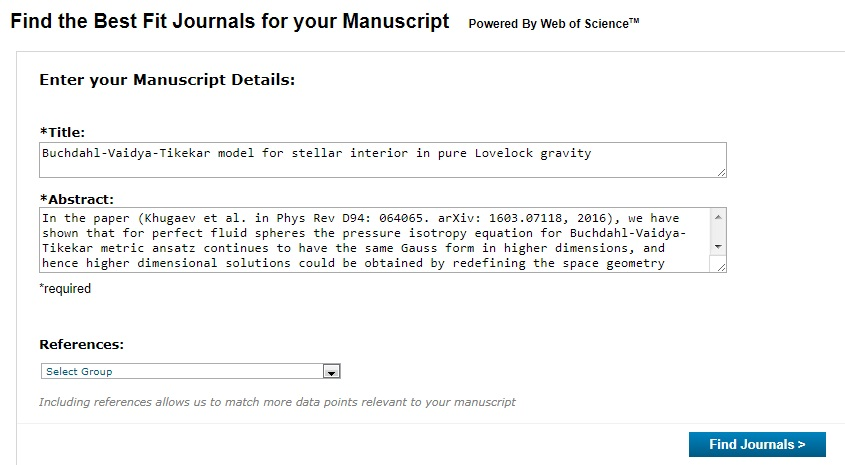 Find the Best Fit Journals for your Manuscript Powered By Web of Science™
Enter your Manuscript Details:
*Title:
Buchdahl-Vaidya-Tikekar model for stellar interior in pure Lovelock gravity
*Abstract:
In the paper (Khugaev et al. in Phys Rev D94: 064065. arXiv: 1603.07118, 2016), we have
shown that for perfect fluid spheres the pressure isotropy equation for Buchdahl-Vaidya-
Tikekar metric ansatz continues to have the same Gauss form in higher dimensions, and
hence higher dimensional solutions could be obtained by redefining the space geometry
*required
References:
Select Group
Including references allows us to match more data points relevant to your manuscript
Find Journals >